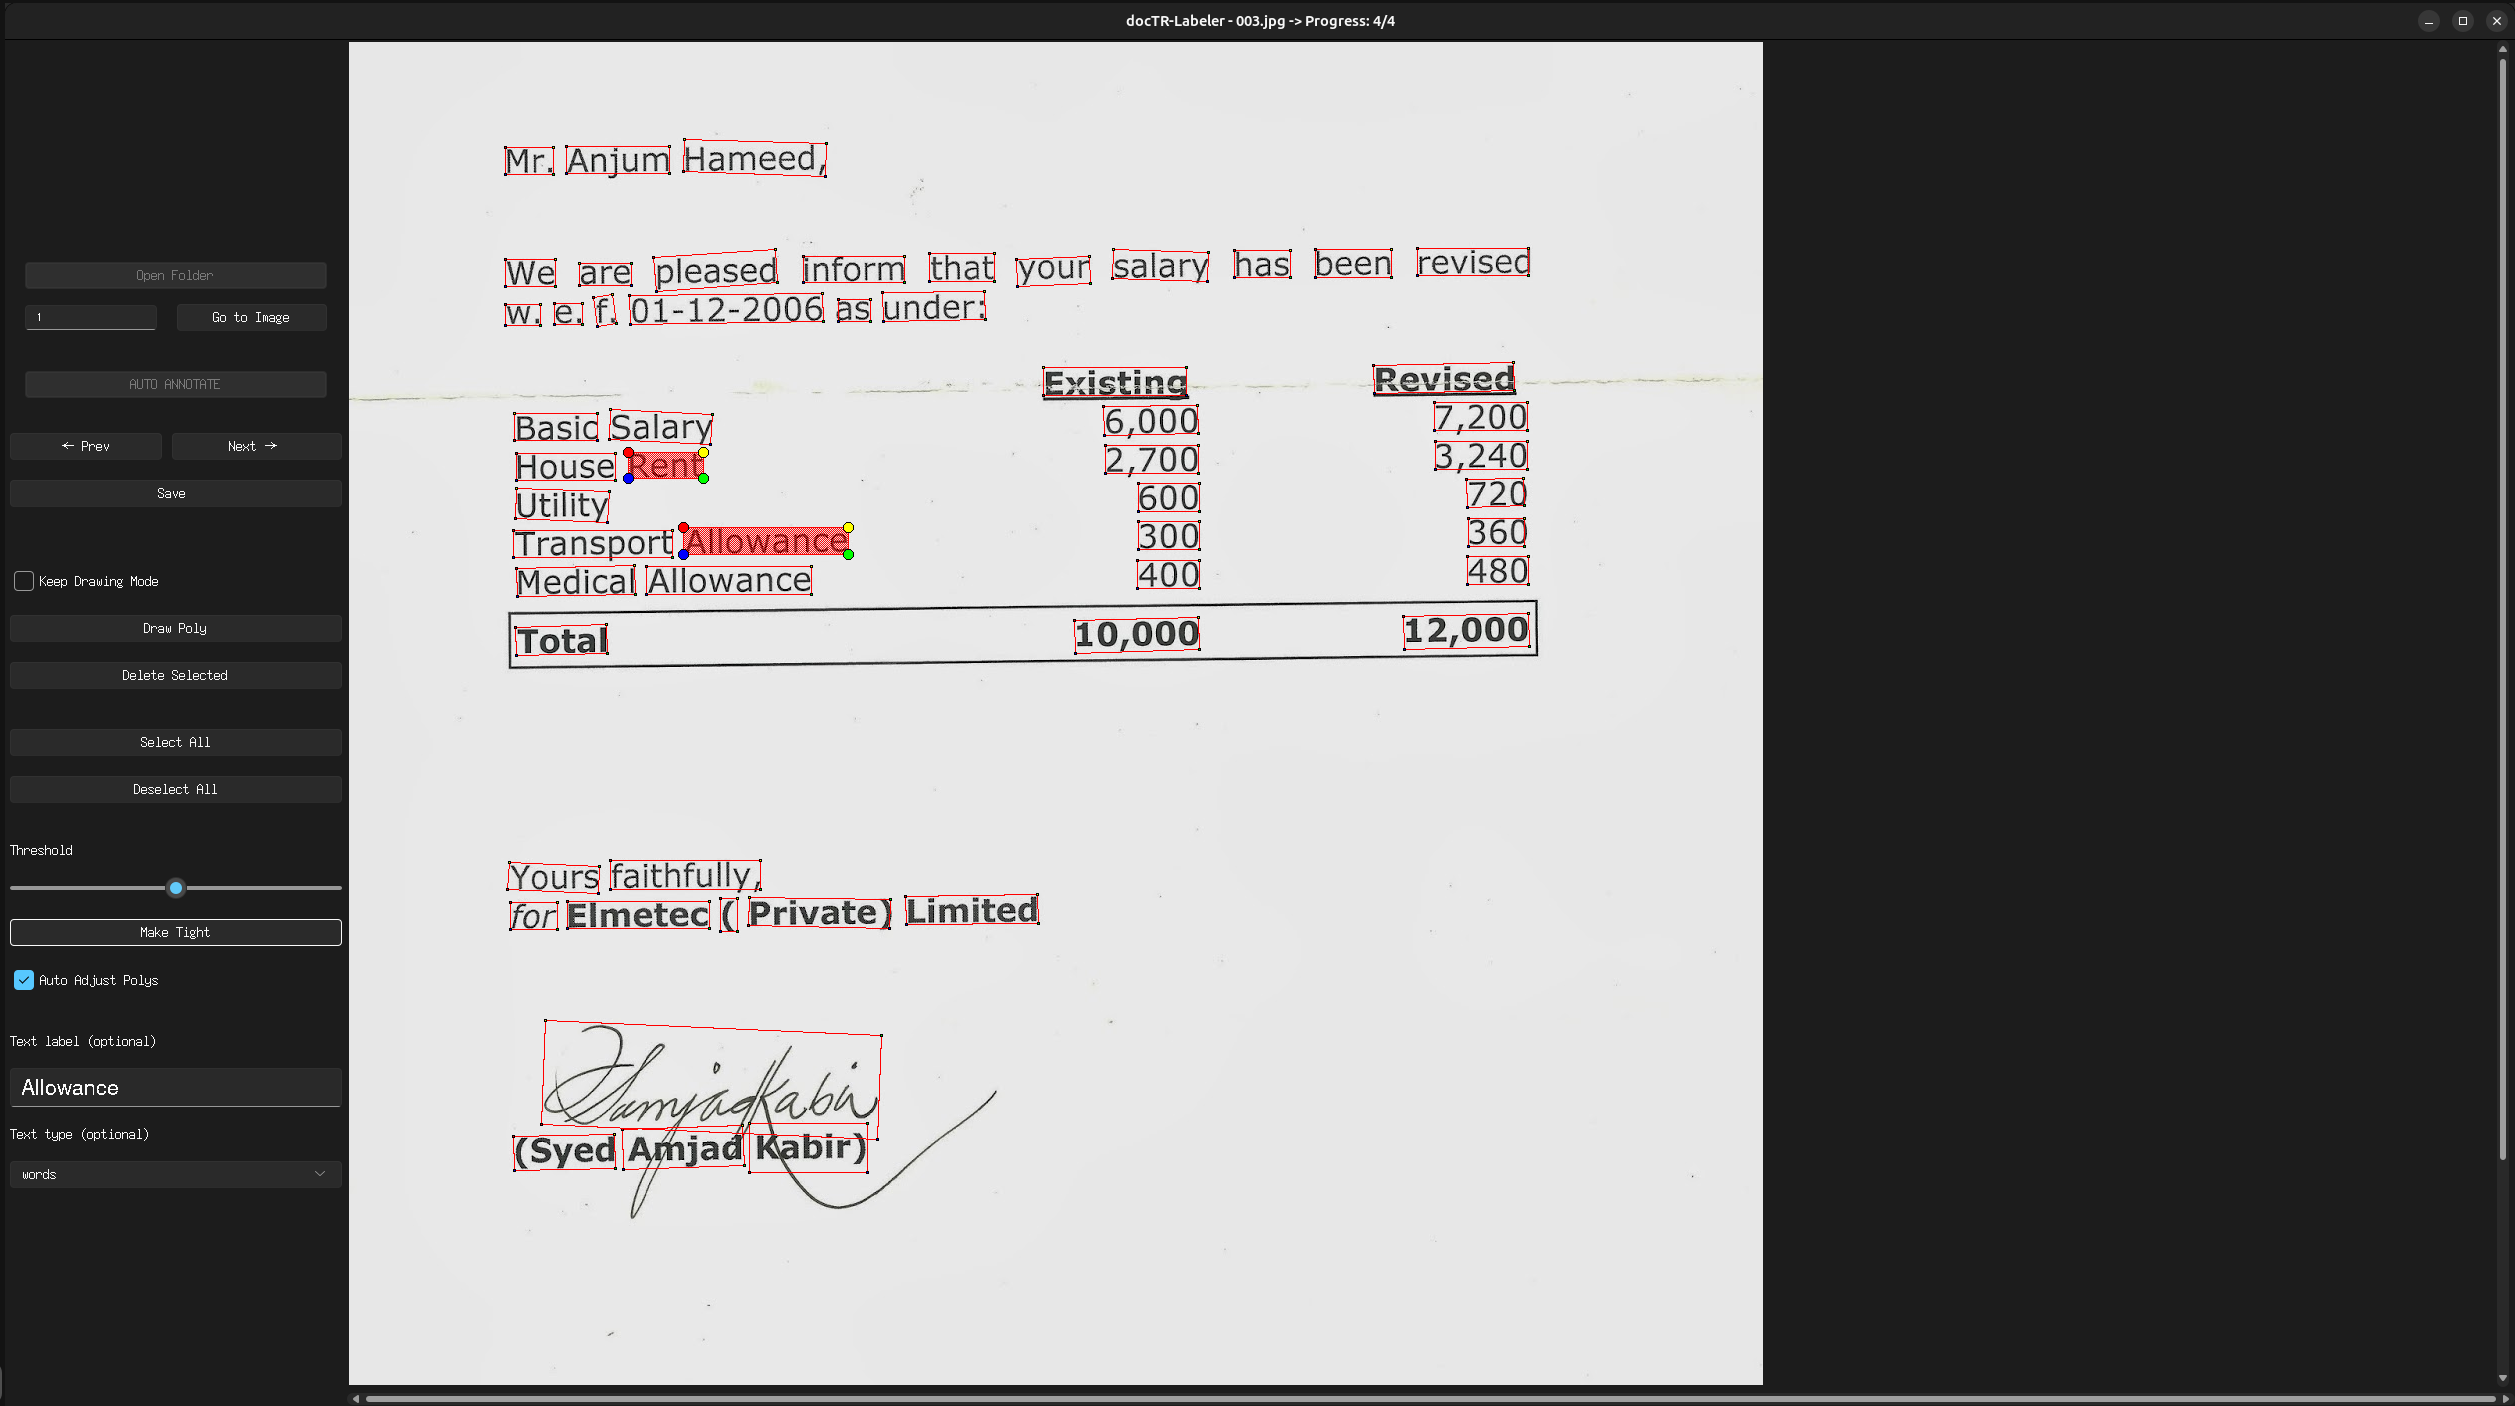 docTR-Labeler - 003.jpg -> Progress: 4/4
Open Folder
1
Go to Image
AUTO ANNOTATE
← Prev
Next →
Save
Keep Drawing Mode
Draw Poly
Delete Selected
Select All
Deselect All
Threshold
Make Tight
Auto Adjust Polys
Text label (optional)
Allowance
Text type (optional)
words
Mr. Anjum Hameed,
We are pleased inform that your salary has been revised
w. e. f. 01-12-2006 as under:
Existing Revised
Basic Salary 6,000 7,200
House Rent 2,700 3,240
Utility 600 720
Transport Allowance 300 360
Medical Allowance 400 480
Total 10,000 12,000
Yours faithfully,
for Elmetec ( Private) Limited
AmjadKabir
(Syed Amjad Kabir)